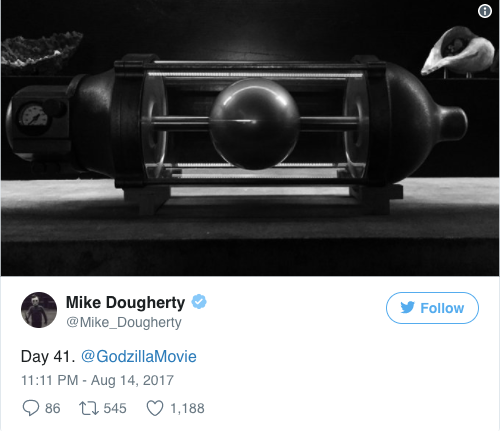 Mike Dougherty
@Mike_Dougherty
Follow
Day 41. @GodzillaMovie
11:11 PM - Aug 14, 2017
86 545 1,188